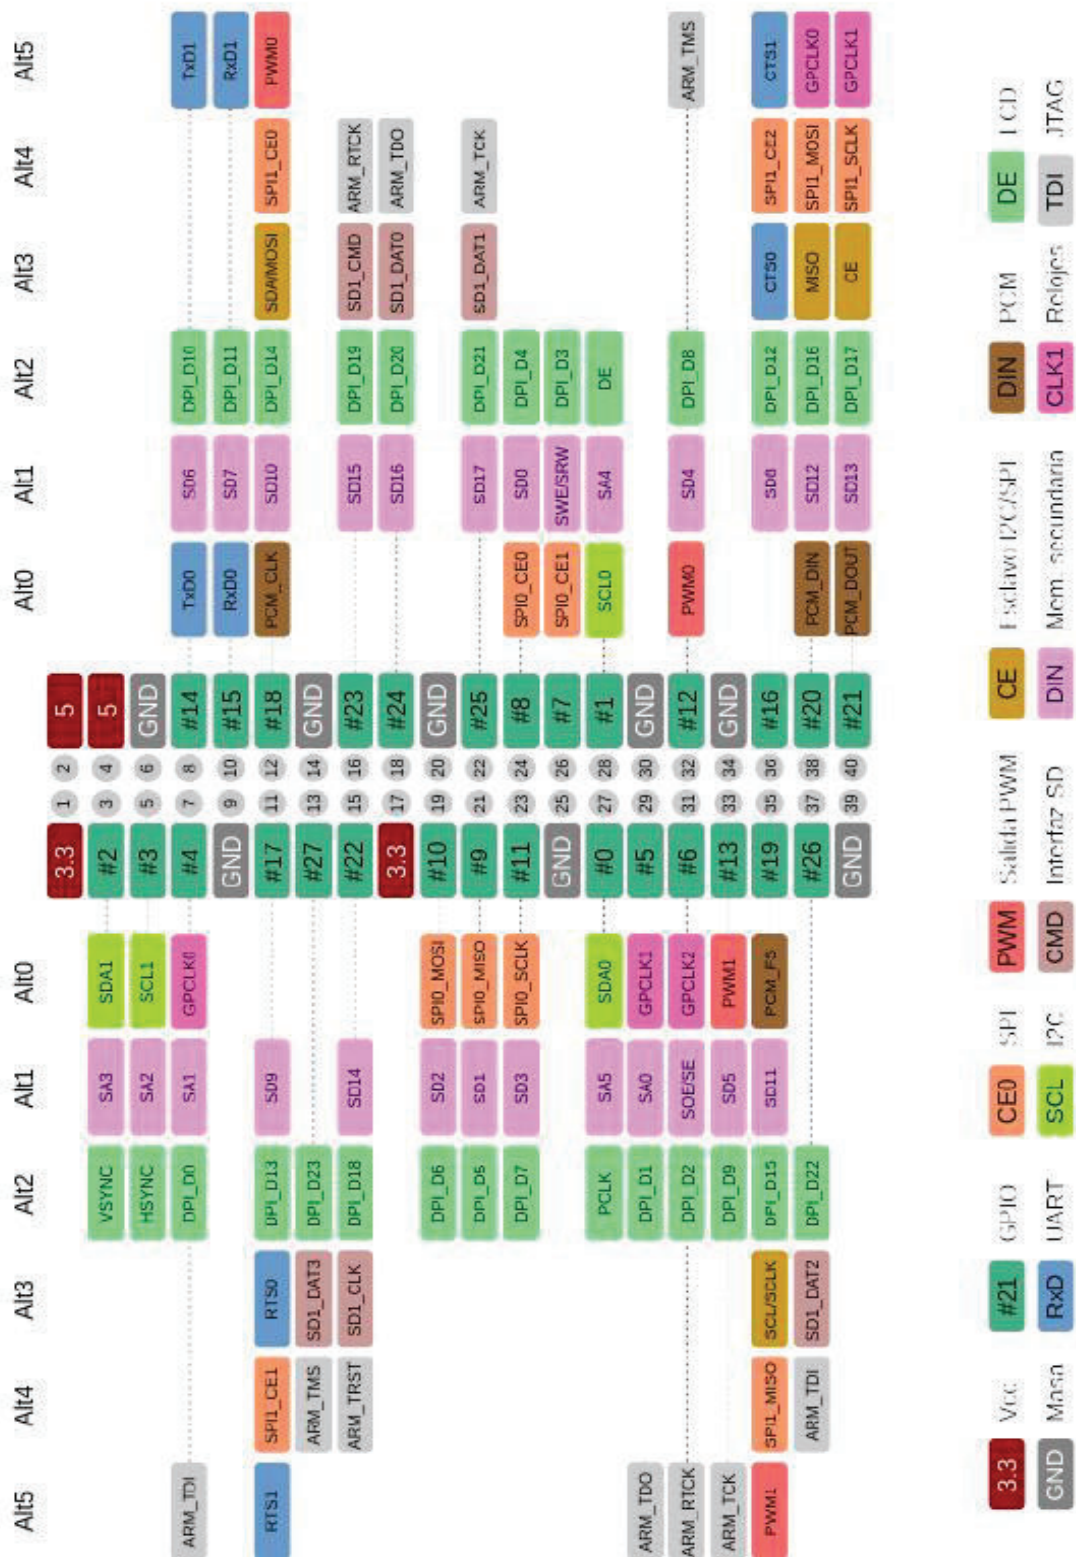 Alt5 Alt4 Alt3 Alt2 Alt1 Alt0 Alt0 Alt1 Alt2 Alt3 Alt4 Alt5
3.3 1 2 5
VSYNC SA3 SDA1 #2 3 4 5
HSYNC SA2 SCL1 #3 5 6 GND
ARM_TDI DPI_D0 SA1 GPCLK0 #4 7 8 #14 TxD0 SD6 DPI_D10 TxD1
GND 9 10 #15 RxD0 SD7 DPI_D11 RxD1
RTS1 SPI1_CE1 RTS0 DPI_D13 SD9 #17 11 12 #18 PCM_CLK SD10 DPI_D14 SDA/MOSI SPI1_CE0 PWM0
ARM_TMS SD1_DAT3 DPI_D23 #27 13 14 GND
ARM_TRST SD1_CLK DPI_D18 SD14 #22 15 16 #23 SD15 DPI_D19 SD1_CMD ARM_RTCK
3.3 17 18 #24 SD16 DPI_D20 SD1_DAT0 ARM_TDO
DPI_D6 SD2 SPI0_MOSI #10 19 20 GND
DPI_D5 SD1 SPI0_MISO #9 21 22 #25 SD17 DPI_D21 SD1_DAT1 ARM_TCK
DPI_D7 SD3 SPI0_SCLK #11 23 24 #8 SPI0_CE0 SD0 DPI_D4
GND 25 26 #7 SPI0_CE1 SWE/SRW DPI_D3
PCLK SA5 SDA0 #0 27 28 #1 SCL0 SA4 DE
ARM_TDO DPI_D1 SA0 GPCLK1 #5 29 30 GND
ARM_RTCK DPI_D2 SOE/SE GPCLK2 #6 31 32 #12 PWM0 SD4 DPI_D8 ARM_TMS
ARM_TCK DPI_D9 SD5 PWM1 #13 33 34 GND
PWM1 SPI1_MISO SCL/SCLK DPI_D15 SD11 PCM_FS #19 35 36 #16 SD8 DPI_D12 CTS0 SPI1_CE2 CTS1
ARM_TDI SD1_DAT2 DPI_D22 #26 37 38 #20 PCM_DIN SD12 DPI_D16 MISO SPI1_MOSI GPCLK0
GND 39 40 #21 PCM_DOUT SD13 DPI_D17 CE SPI1_SCLK GPCLK1
3.3 Vcc #21 GPIO CE0 SPI PWM Salida PWM CE Esclavo I2C/SPI DIN PCM DE LCD
GND Masa RxD UART SCL I2C CMD Interfaz SD DIN Mem. secundaria CLK1 Relojes TDI JTAG